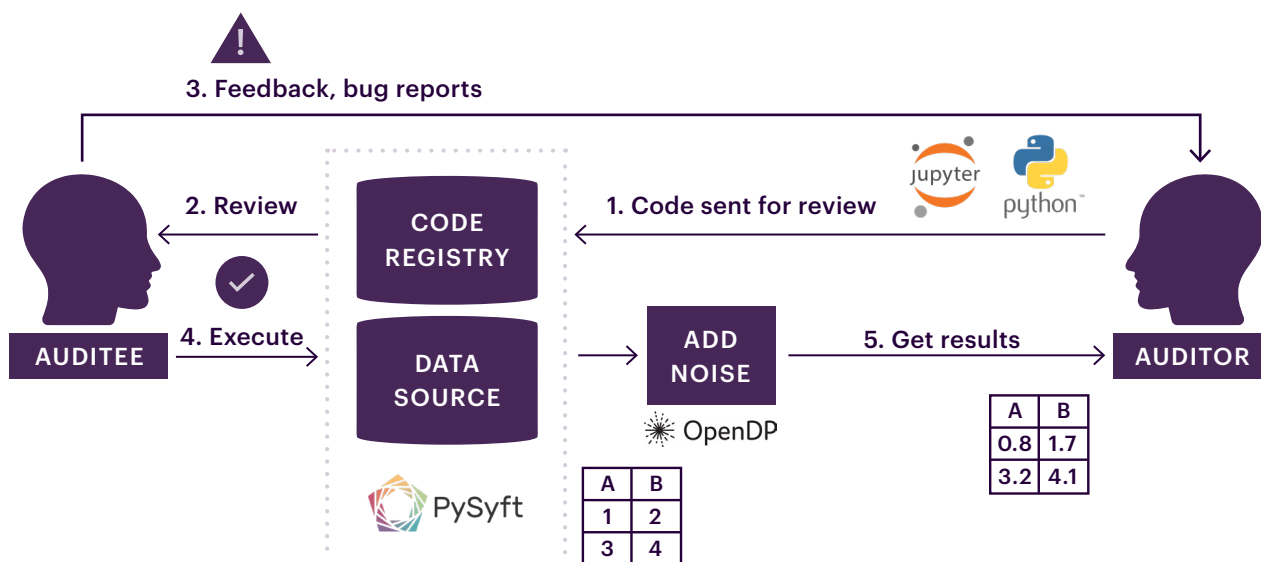 !
3. Feedback, bug reports
jupyter
python™
2. Review
1. Code sent for review
CODE
REGISTRY
4. Execute
AUDITEE
DATA
SOURCE
ADD
NOISE
5. Get results
AUDITOR
OpenDP
A B
0.8 1.7
3.2 4.1
PySyft
A B
1 2
3 4